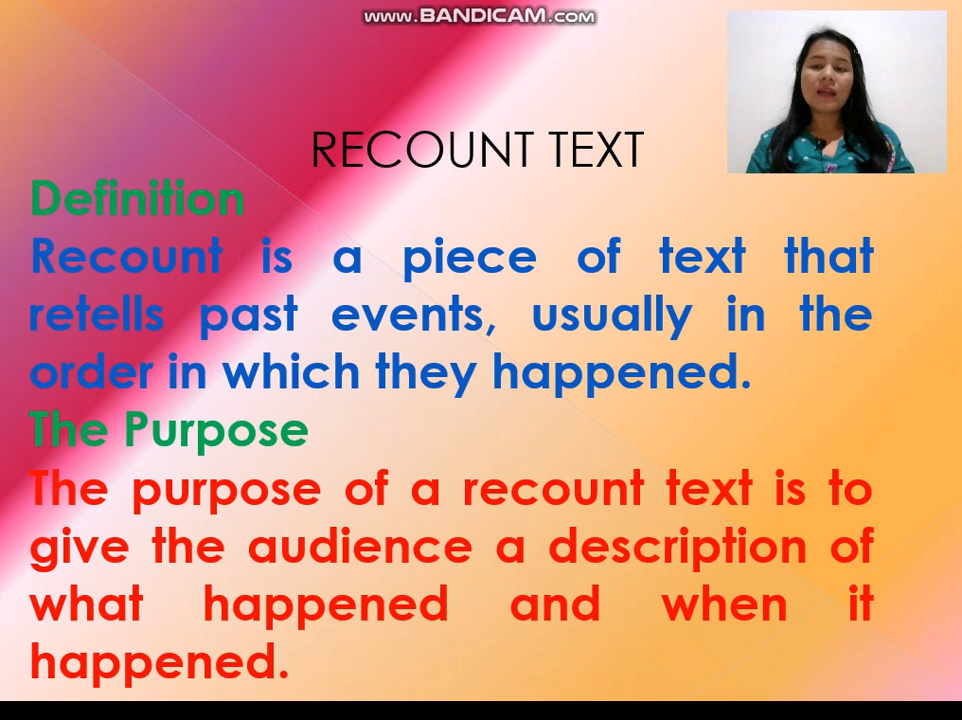 www.BANDICAM.com
RECOUNT TEXT
Definition
Recount is a piece of text that
retells past events, usually in the
order in which they happened.
The Purpose
The purpose of a recount text is to
give the audience a description of
what happened and when it
happened.